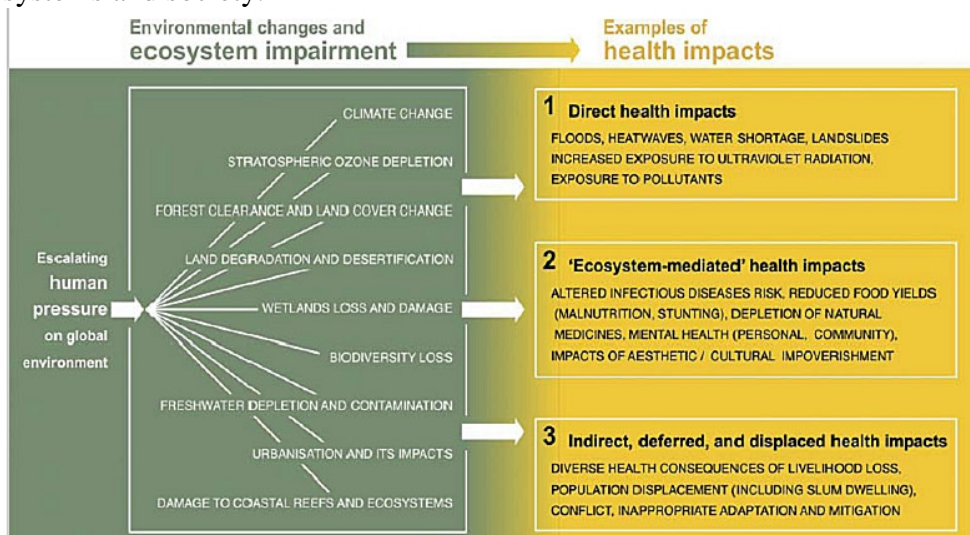 systems and society.
Environmental changes and
ecosystem impairment
Examples of
health impacts
Escalating
human
pressure
on global
environment
CLIMATE CHANGE
STRATOSPHERIC OZONE DEPLETION
FOREST CLEARANCE AND LAND COVER CHANGE
LAND DEGRADATION AND DESERTIFICATION
WETLANDS LOSS AND DAMAGE
BIODIVERSITY LOSS
FRESHWATER DEPLETION AND CONTAMINATION
URBANISATION AND ITS IMPACTS
DAMAGE TO COASTAL REEFS AND ECOSYSTEMS
1 Direct health impacts
FLOODS, HEATWAVES, WATER SHORTAGE, LANDSLIDES
INCREASED EXPOSURE TO ULTRAVIOLET RADIATION,
EXPOSURE TO POLLUTANTS
2 'Ecosystem-mediated' health impacts
ALTERED INFECTIOUS DISEASES RISK, REDUCED FOOD YIELDS
(MALNUTRITION, STUNTING), DEPLETION OF NATURAL
MEDICINES, MENTAL HEALTH (PERSONAL, COMMUNITY),
IMPACTS OF AESTHETIC / CULTURAL IMPOVERISHMENT
3 Indirect, deferred, and displaced health impacts
DIVERSE HEALTH CONSEQUENCES OF LIVELIHOOD LOSS,
POPULATION DISPLACEMENT (INCLUDING SLUM DWELLING),
CONFLICT, INAPPROPRIATE ADAPTATION AND MITIGATION